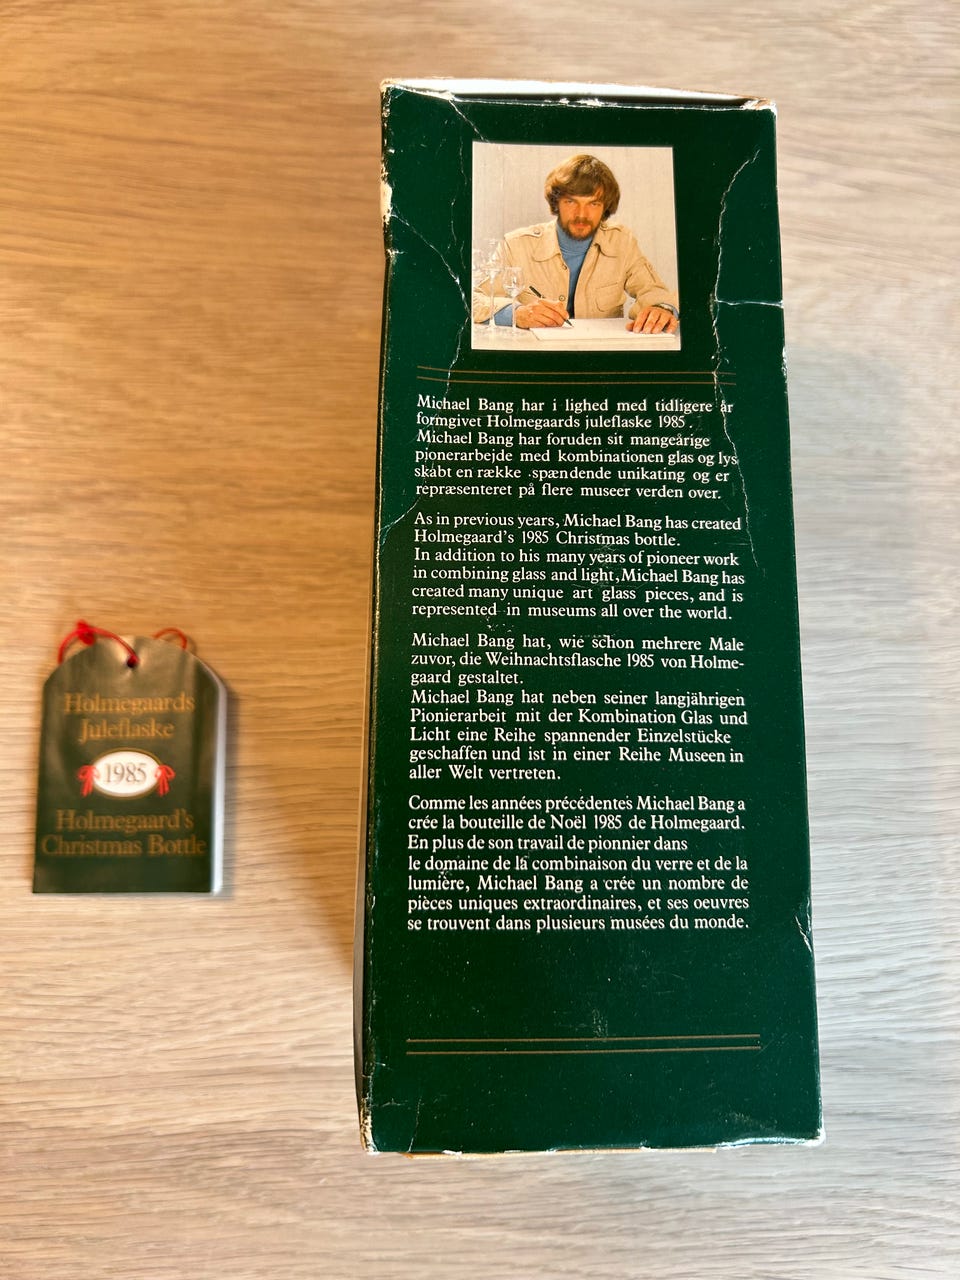 Holmegaards
Juleflaske
1985
Holmegaard's
Christmas Bottle
Michael Bang har i lighed med tidligere år
formgivet Holmegaards juleflaske 1985.
Michael Bang har foruden sit mangeårige
pionerarbejde med kombinationen glas og lys
skabt en række spændende unikating og er
repræsenteret på flere museer verden over.
As in previous years, Michael Bang has created
Holmegaard's 1985 Christmas bottle.
In addition to his many years of pioneer work
in combining glass and light, Michael Bang has
created many unique art glass pieces, and is
represented in museums all over the world.
Michael Bang hat, wie schon mehrere Male
zuvor, die Weihnachtsflasche 1985 von Holme-
gaard gestaltet.
Michael Bang hat neben seiner langjährigen
Pionierarbeit mit der Kombination Glas und
Licht eine Reihe spannender Einzelstücke
geschaffen und ist in einer Reihe Museen in
aller Welt vertreten.
Comme les années précédentes Michael Bang a
crée la bouteille de Noël 1985 de Holmegaard.
En plus de son travail de pionnier dans
le domaine de la combinaison du verre et de la
lumière, Michael Bang a crée un nombre de
pièces uniques extraordinaires, et ses oeuvres
se trouvent dans plusieurs musées du monde.